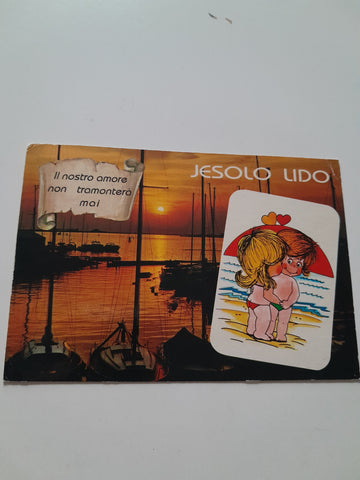 Il nostro amore
non tramonterà
mai
JESOLO LIDO